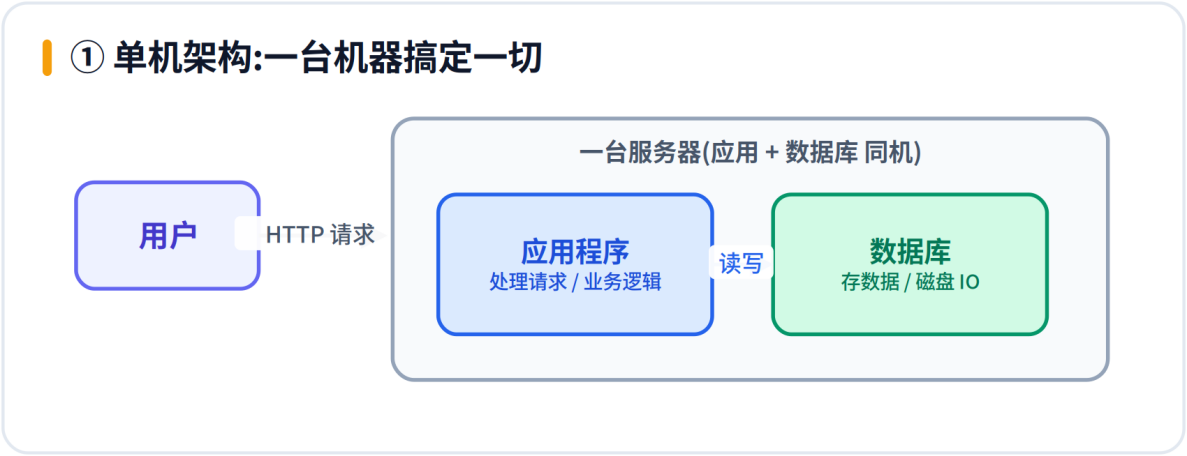 ① 单机架构:一台机器搞定一切
一台服务器(应用 + 数据库 同机)
用户
HTTP 请求
应用程序
处理请求 / 业务逻辑
读写
数据库
存数据 / 磁盘 IO